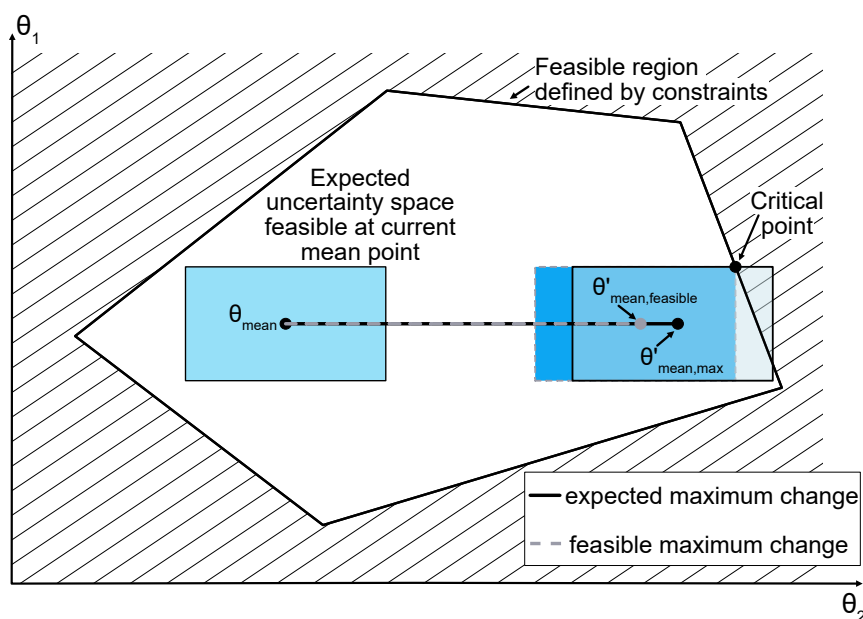 θ1
Feasible region
defined by constraints
Expected
uncertainty space
feasible at current
mean point
Critical
point
θmean
θ'mean,feasible
θ'mean,max
expected maximum change
feasible maximum change
θ2